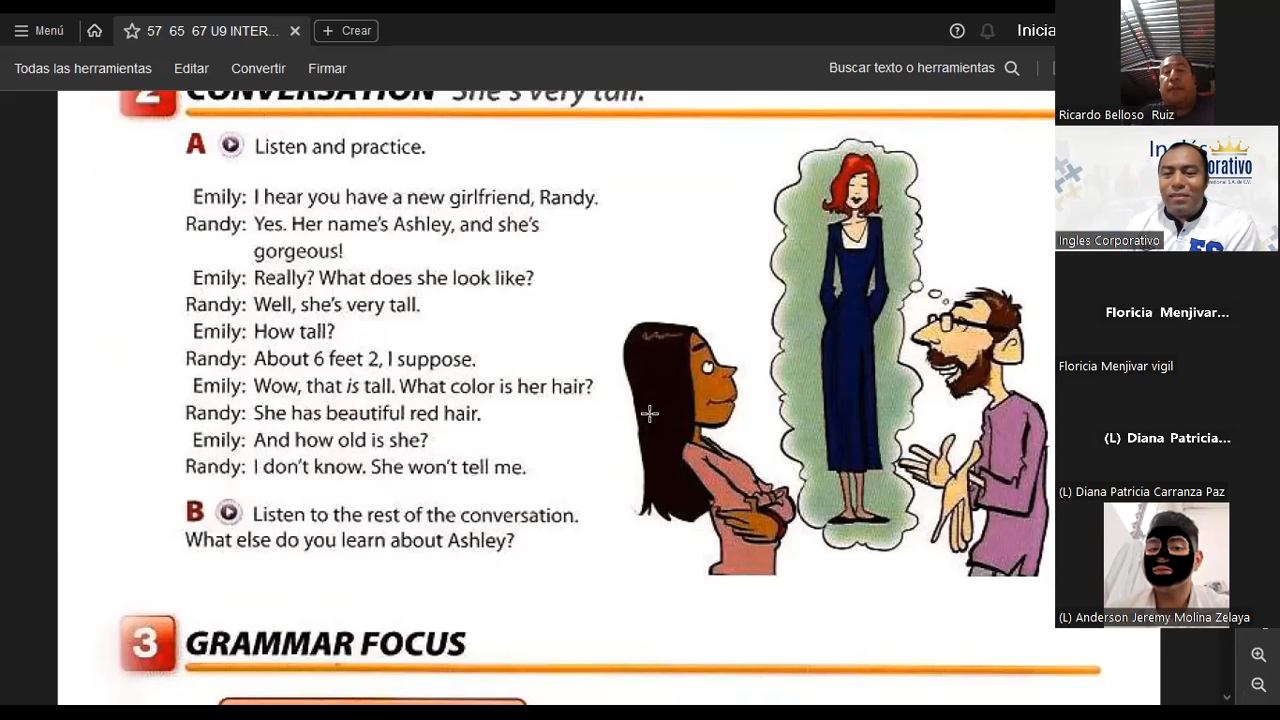 Menú
57 65 67 U9 INTER...
Crear
Inicia
Todas las herramientas
Editar
Convertir
Firmar
Buscar texto o herramientas
2 CONVERSATION She's very tall.
A Listen and practice.
Emily: I hear you have a new girlfriend, Randy.
Randy: Yes. Her name's Ashley, and she's
gorgeous!
Emily: Really? What does she look like?
Randy: Well, she's very tall.
Emily: How tall?
Randy: About 6 feet 2, I suppose.
Emily: Wow, that is tall. What color is her hair?
Randy: She has beautiful red hair.
Emily: And how old is she?
Randy: I don't know. She won't tell me.
B Listen to the rest of the conversation.
What else do you learn about Ashley?
3 GRAMMAR FOCUS
Ricardo Belloso Ruiz
Ingles Corporativo
Floricia Menjivar...
Floricia Menjivar vigil
(L) Diana Patricia...
(L) Diana Patricia Carranza Paz
(L) Anderson Jeremy Molina Zelaya